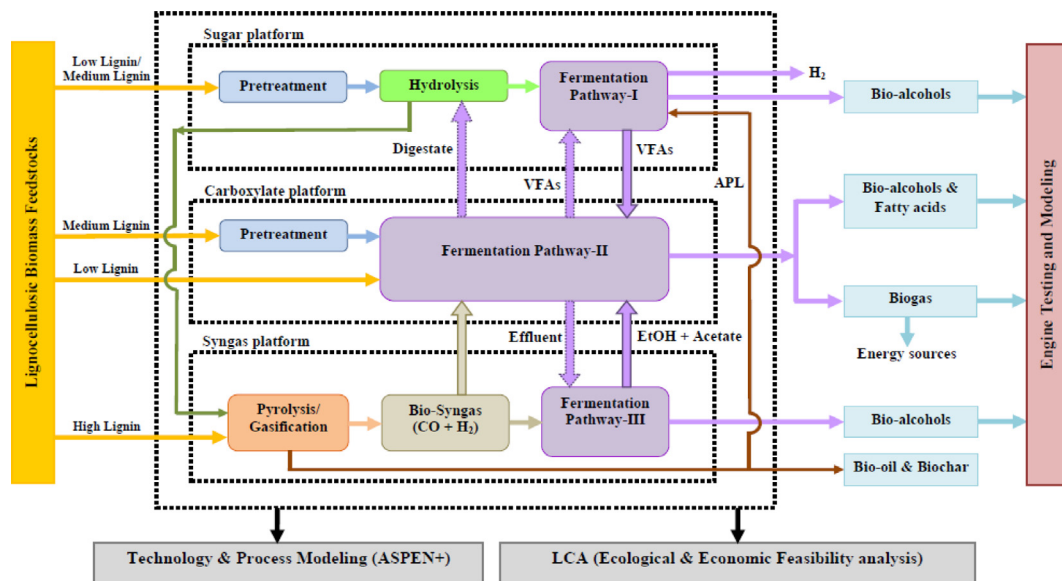 Lignocellulosic Biomass Feedstocks
Low Lignin/
Medium Lignin
Medium Lignin
Low Lignin
High Lignin
Sugar platform
Pretreatment
Hydrolysis
Fermentation
Pathway-I
Digestate
VFAs
VFAs
APL
Carboxylate platform
Pretreatment
Fermentation Pathway-II
Effluent
EtOH + Acetate
Syngas platform
Pyrolysis/
Gasification
Bio-Syngas
(CO + H₂)
Fermentation
Pathway-III
H₂
Bio-alcohols
Bio-alcohols &
Fatty acids
Biogas
Energy sources
Bio-alcohols
Bio-oil & Biochar
Engine Testing and Modeling
Technology & Process Modeling (ASPEN+)
LCA (Ecological & Economic Feasibility analysis)